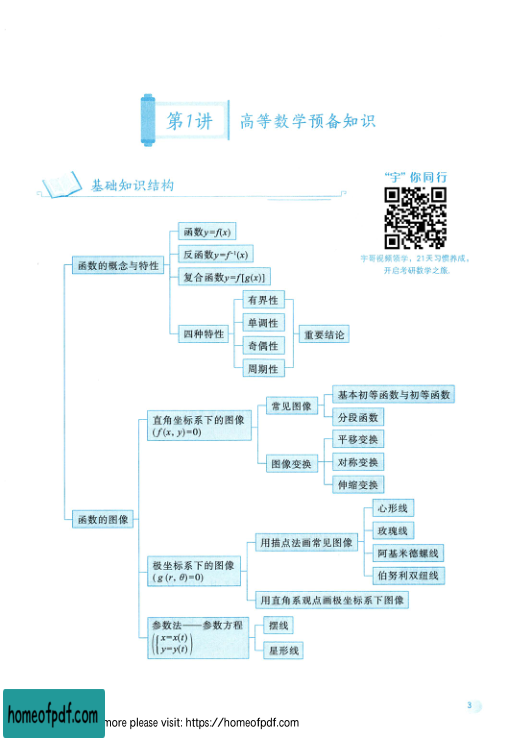 第1讲 高等数学预备知识
基础知识结构
“宇”你同行
宇哥视频领学，21天习惯养成，
开启考研数学之旅.
函数的概念与特性
函数y=f(x)
反函数y=f⁻¹(x)
复合函数y=f[g(x)]
四种特性
有界性
单调性
奇偶性
周期性
重要结论
函数的图像
直角坐标系下的图像
(f(x, y)=0)
常见图像
基本初等函数与初等函数
分段函数
图像变换
平移变换
对称变换
伸缩变换
极坐标系下的图像
(g(r, θ)=0)
用描点法画常见图像
心形线
玫瑰线
阿基米德螺线
伯努利双纽线
用直角系观点画极坐标系下图像
参数法——参数方程
({x=x(t)
y=y(t))
摆线
星形线
3
homeofpdf.com
more please visit: https://homeofpdf.com